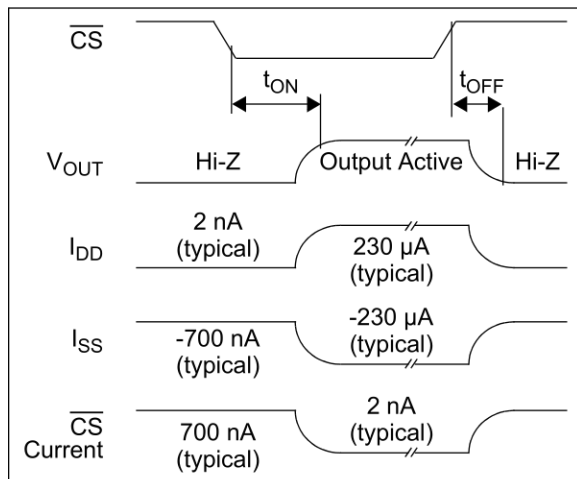 CS
tON
tOFF
VOUT
Hi-Z
Output Active
Hi-Z
IDD
2 nA
(typical)
230 µA
(typical)
ISS
-700 nA
(typical)
-230 µA
(typical)
CS
Current
700 nA
(typical)
2 nA
(typical)